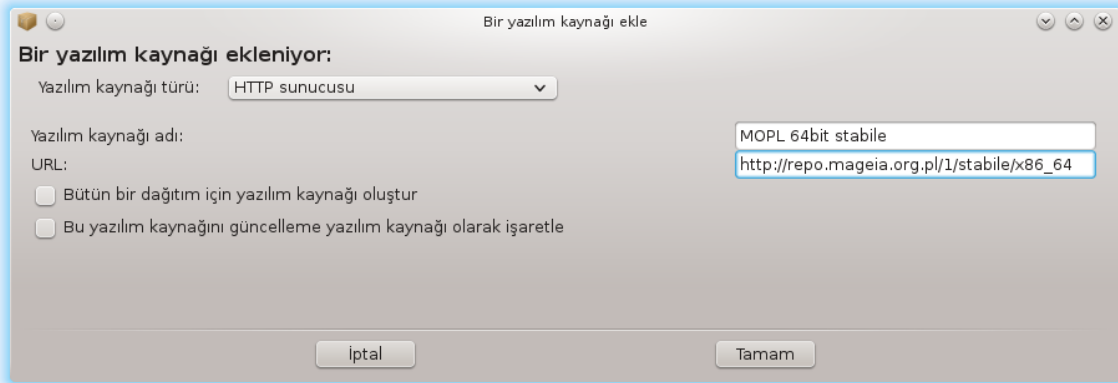 Bir yazılım kaynağı ekle
Bir yazılım kaynağı ekleniyor:
Yazılım kaynağı türü: HTTP sunucusu
Yazılım kaynağı adı: MOPL 64bit stabile
URL: http://repo.mageia.org.pl/1/stabile/x86_64
Bütün bir dağıtım için yazılım kaynağı oluştur
Bu yazılım kaynağını güncelleme yazılım kaynağı olarak işaretle
İptal Tamam